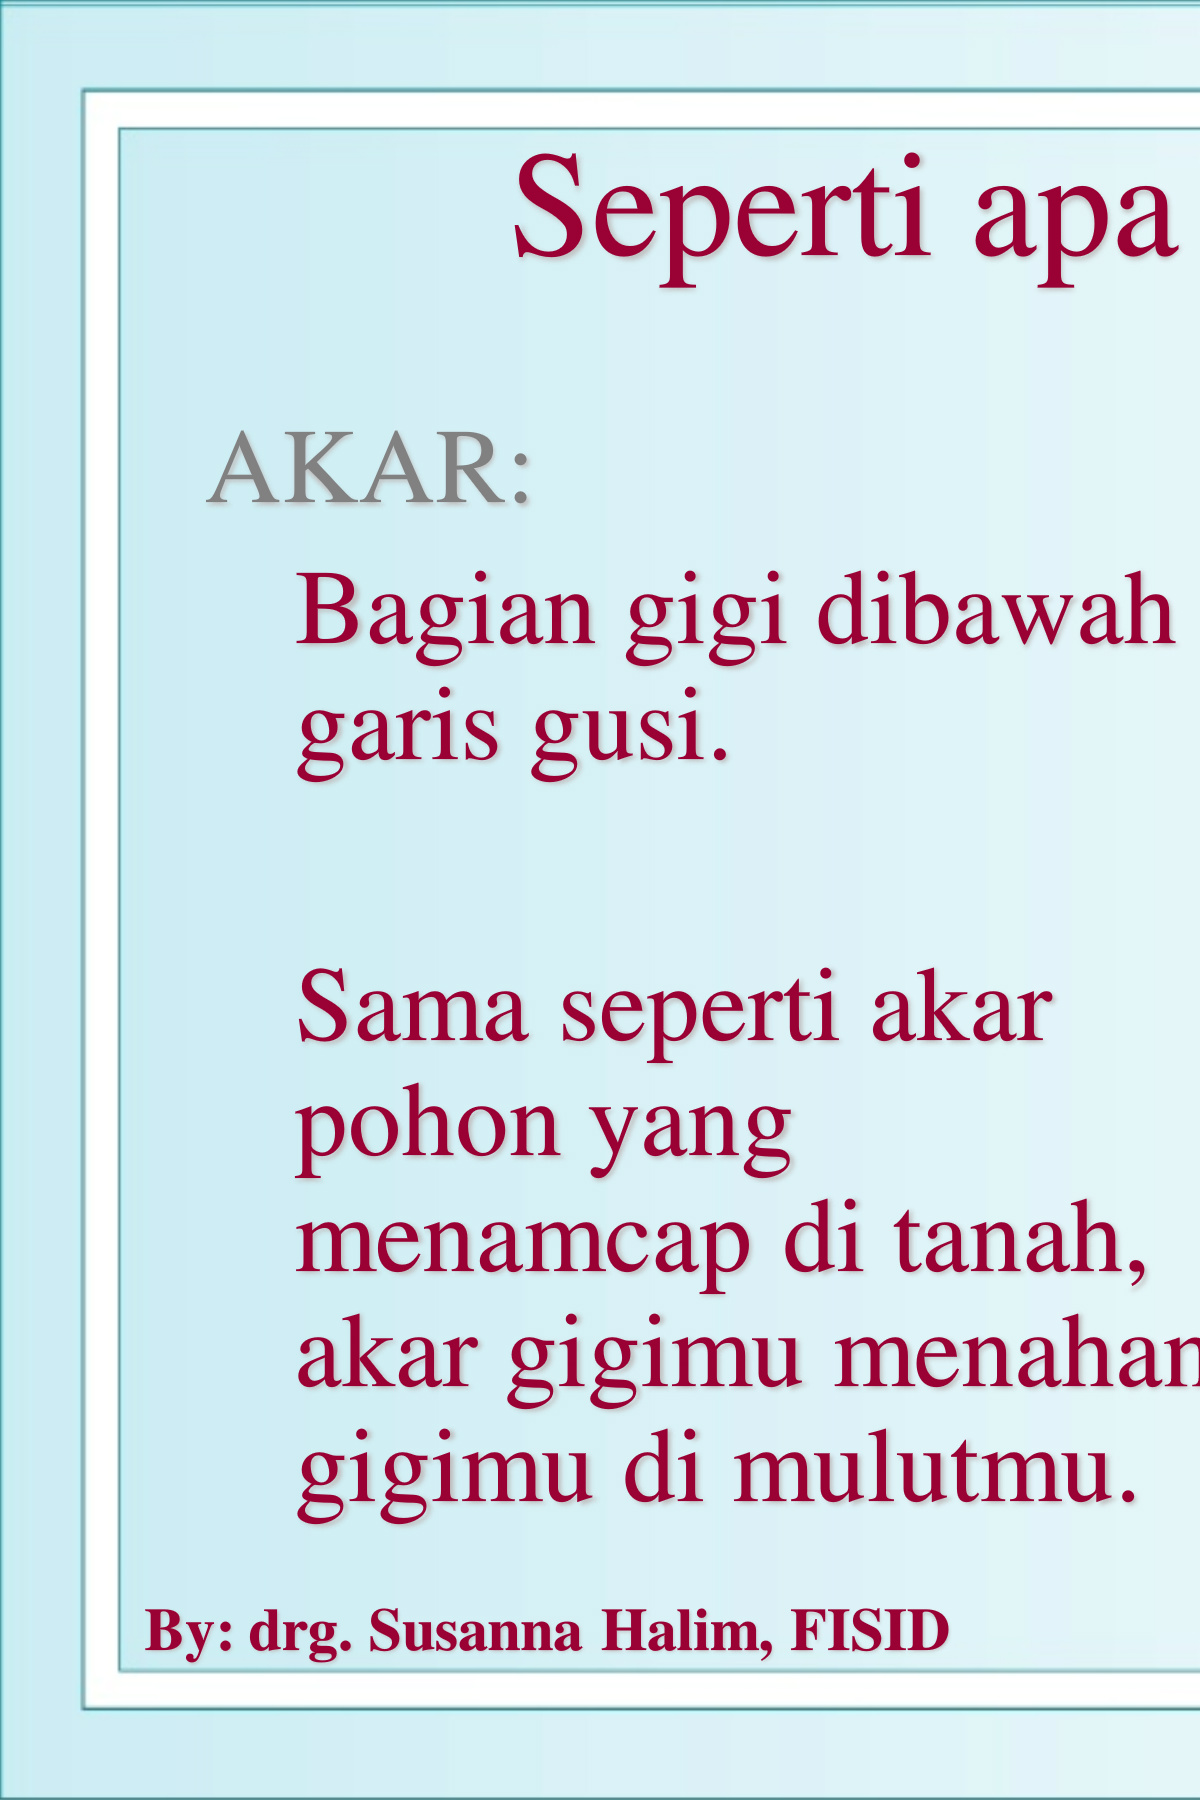 Seperti apa
AKAR:
Bagian gigi dibawah
garis gusi.
Sama seperti akar
pohon yang
menamcap di tanah,
akar gigimu menahan
gigimu di mulutmu.
By: drg. Susanna Halim, FISID